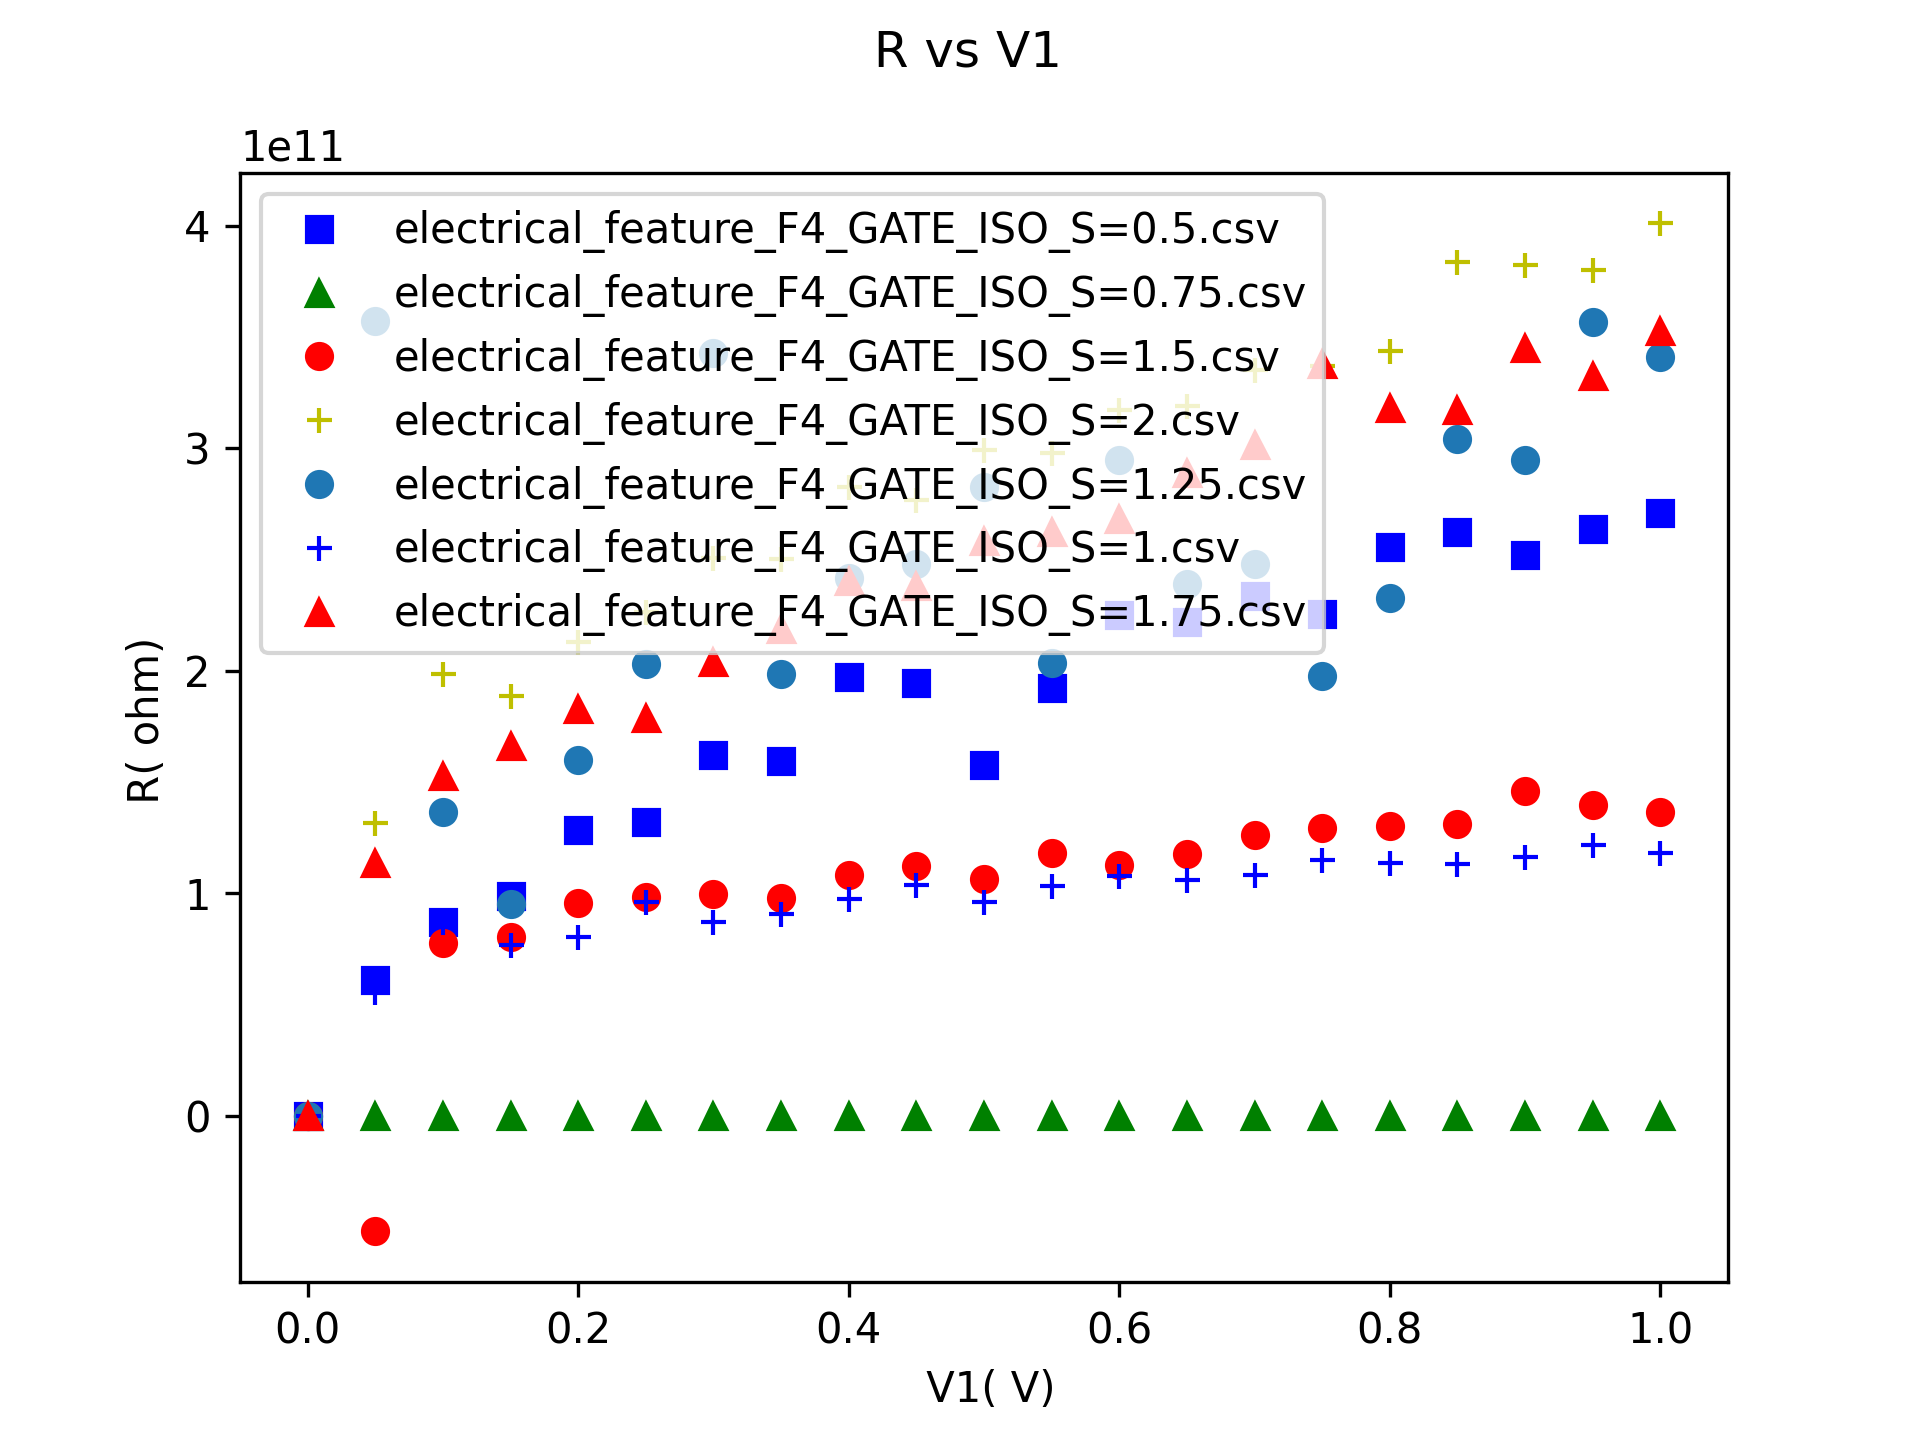 R vs V1
1e11
electrical_feature_F4_GATE_ISO_S=0.5.csv
electrical_feature_F4_GATE_ISO_S=0.75.csv
electrical_feature_F4_GATE_ISO_S=1.5.csv
electrical_feature_F4_GATE_ISO_S=2.csv
electrical_feature_F4_GATE_ISO_S=1.25.csv
electrical_feature_F4_GATE_ISO_S=1.csv
electrical_feature_F4_GATE_ISO_S=1.75.csv
4
3
2
1
0
R( ohm)
0.0 0.2 0.4 0.6 0.8 1.0
V1( V)